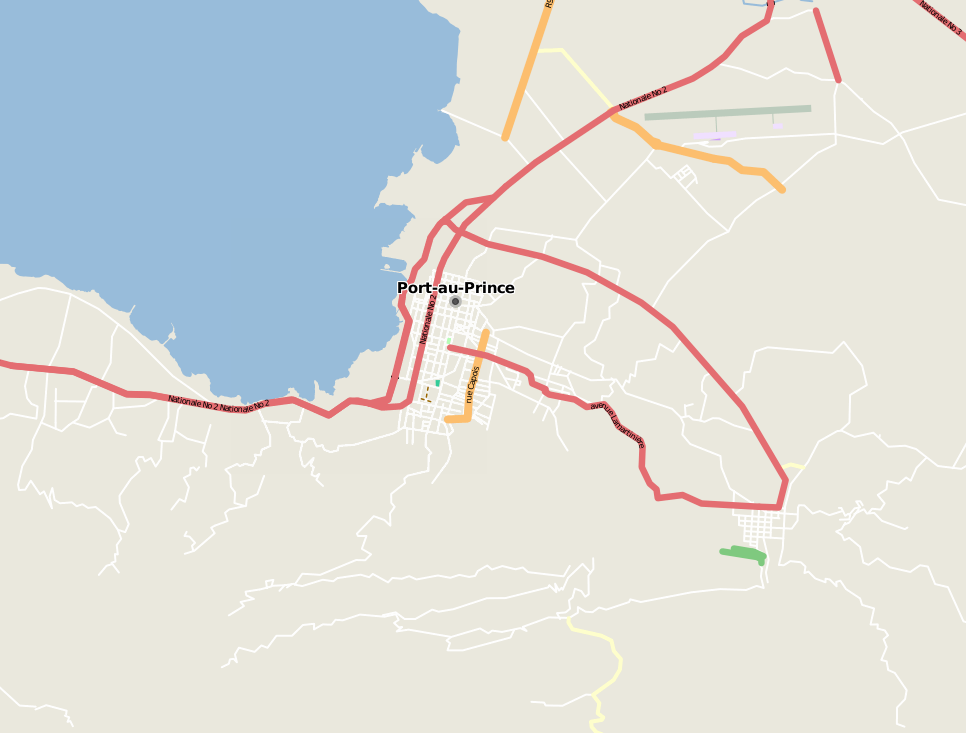 Nationale No 3
Nationale No 2
Port-au-Prince
Nationale No 2
rue Capois
Nationale No 2 Nationale No 2
avenue Lamartinière